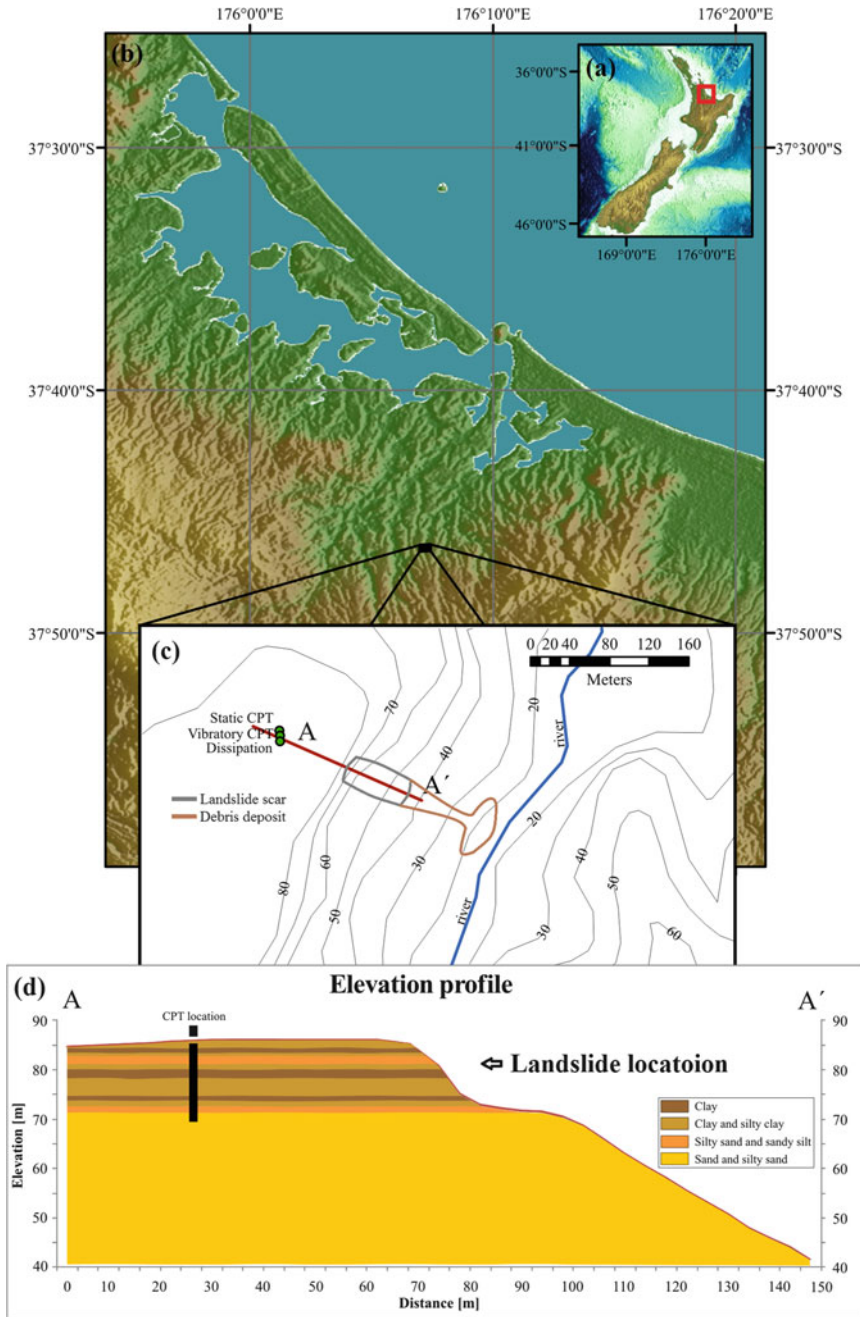 176°0'0"E 176°10'0"E 176°20'0"E
(b)
(a)
36°0'0"S
41°0'0"S
46°0'0"S
169°0'0"E 176°0'0"E
37°30'0"S 37°30'0"S
37°40'0"S 37°40'0"S
37°50'0"S 37°50'0"S
(c)
0 20 40 80 120 160
Meters
Static CPT
Vibratory CPT
Dissipation
A
A´
Landslide scar
Debris deposit
70
40
20
river
20
80
60
50
30
40
50
60
30
river
(d)
Elevation profile
A
A´
CPT location
90
80
70
60
50
40
Elevation [m]
⇦ Landslide locatoion
Clay
Clay and silty clay
Silty sand and sandy silt
Sand and silty sand
90
80
70
60
50
40
0 10 20 30 40 50 60 70 80 90 100 110 120 130 140 150
Distance [m]